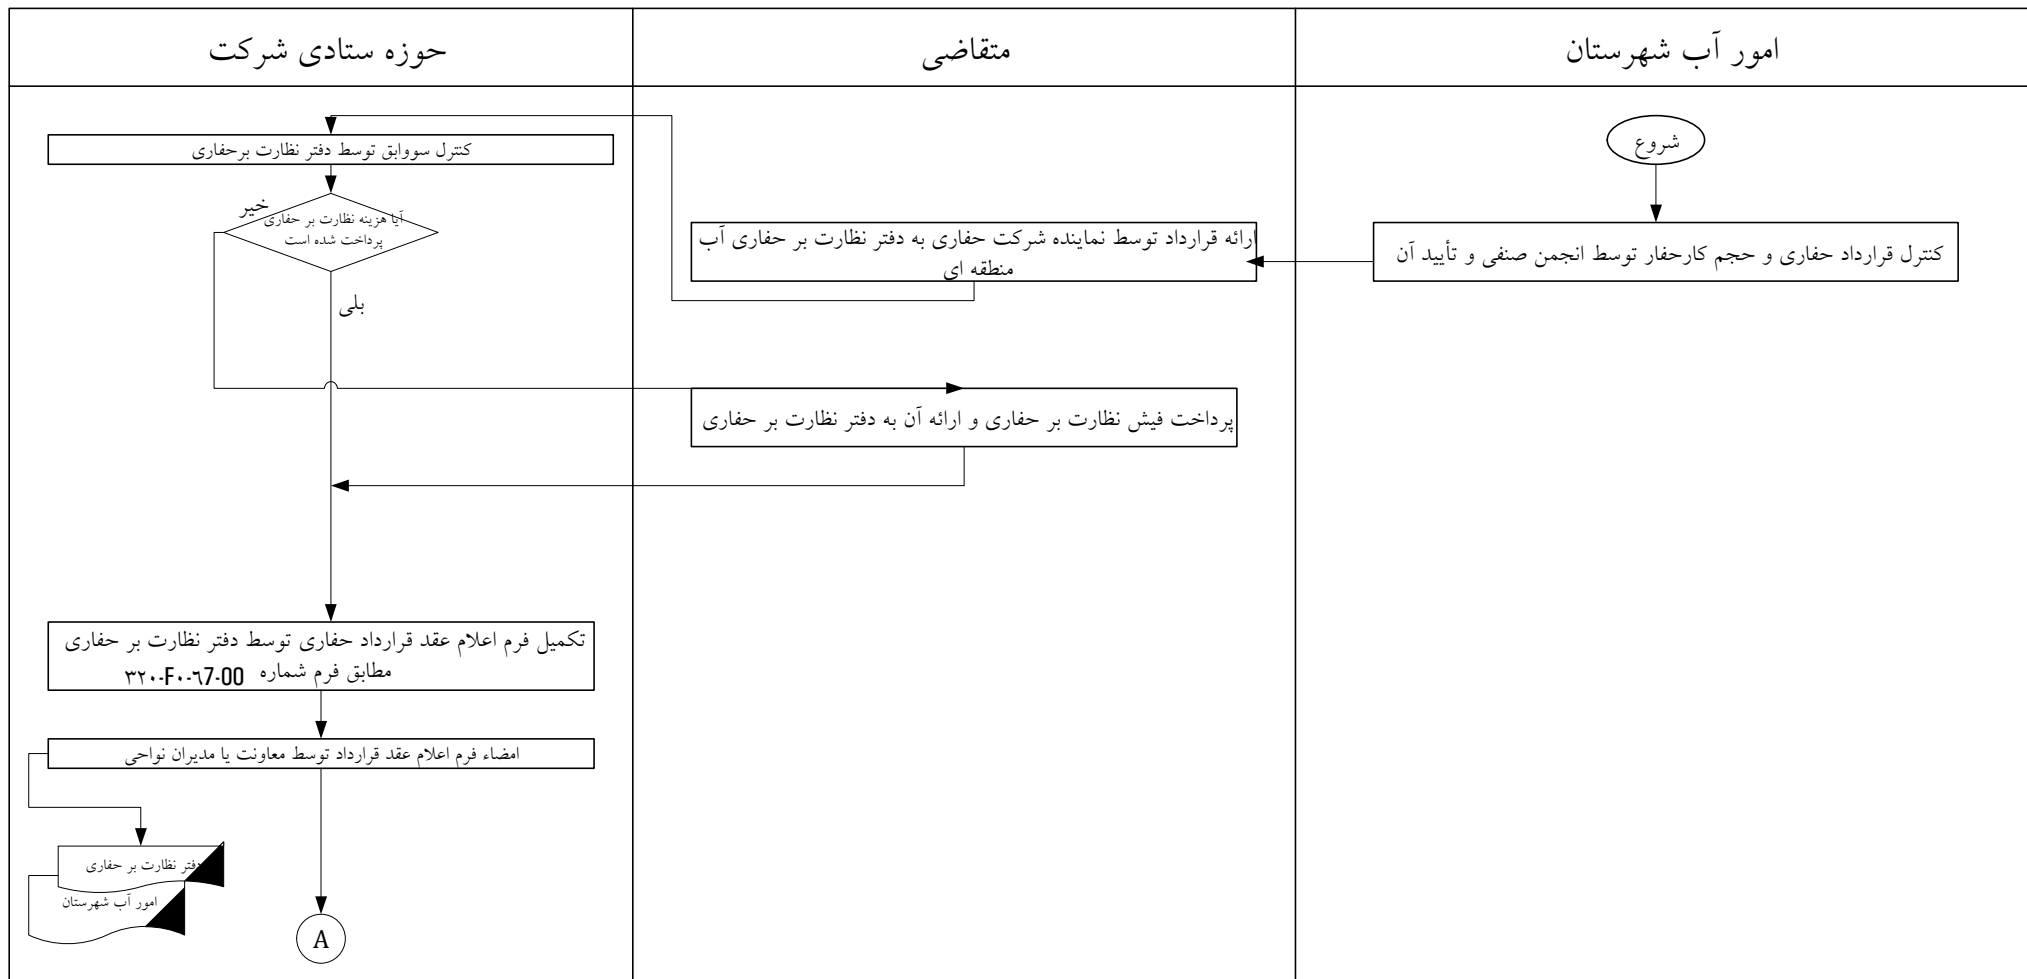 امور آب شهرستان
متقاضی
حوزه ستادی شرکت
شروع
کنترل قرارداد حفاری و حجم کارحفار توسط انجمن صنفی و تأیید آن
ارائه قرارداد توسط نماینده شرکت حفاری به دفتر نظارت بر حفاری آب
منطقه ای
کنترل سووابق توسط دفتر نظارت برحفاری
آیا هزینه نظارت بر حفاری
پرداخت شده است
خیر
بلی
پرداخت فیش نظارت بر حفاری و ارائه آن به دفتر نظارت بر حفاری
تکمیل فرم اعلام عقد قرارداد حفاری توسط دفتر نظارت بر حفاری
مطابق فرم شماره ۳۲۰-F۰-۶7-00
امضاء فرم اعلام عقد قرارداد توسط معاونت یا مدیران نواحی
دفتر نظارت بر حفاری
امور آب شهرستان
A